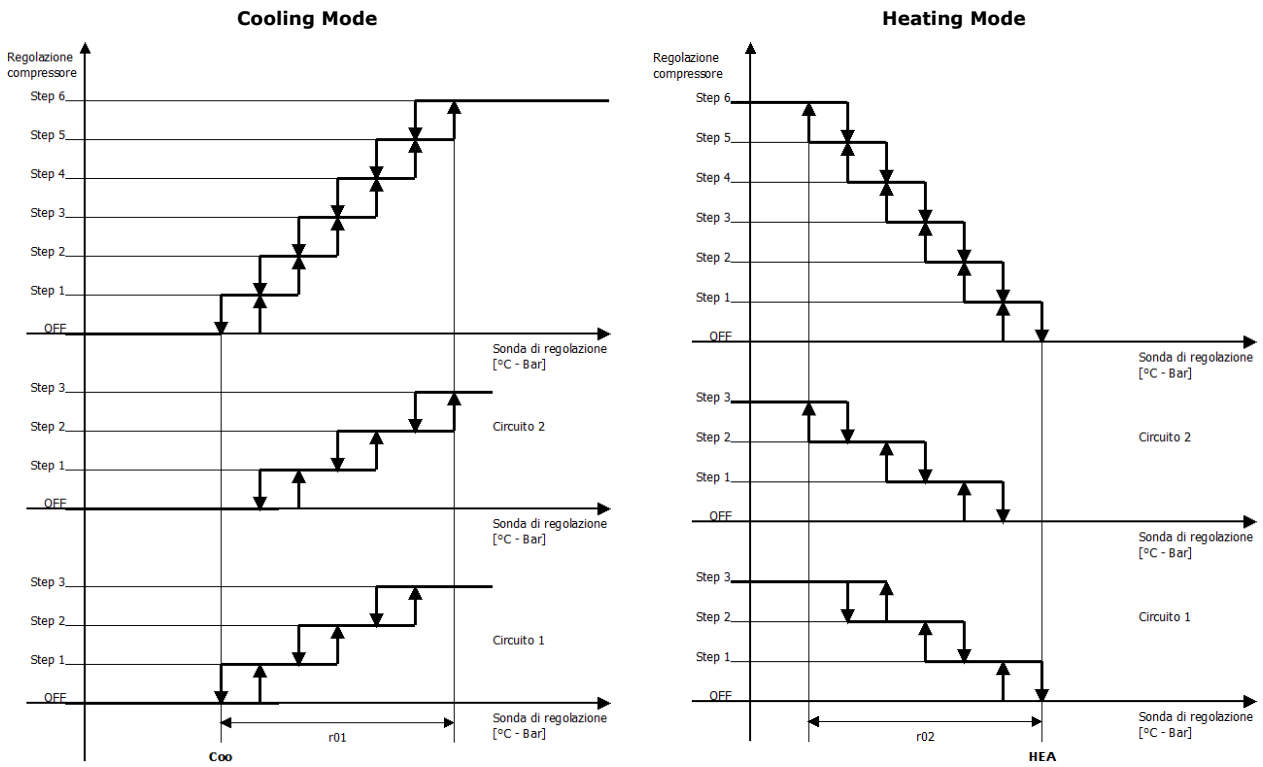 Cooling Mode
Regolazione
compressore
Step 6
Step 5
Step 4
Step 3
Step 2
Step 1
OFF
Sonda di regolazione
[°C - Bar]
Step 3
Step 2
Circuito 2
Step 1
OFF
Sonda di regolazione
[°C - Bar]
Step 3
Step 2
Circuito 1
Step 1
OFF
Sonda di regolazione
[°C - Bar]
r01
Coo
Heating Mode
Regolazione
compressore
Step 6
Step 5
Step 4
Step 3
Step 2
Step 1
OFF
Sonda di regolazione
[°C - Bar]
Step 3
Step 2
Circuito 2
Step 1
OFF
Sonda di regolazione
[°C - Bar]
Step 3
Step 2
Circuito 1
Step 1
OFF
Sonda di regolazione
[°C - Bar]
r02
HEA